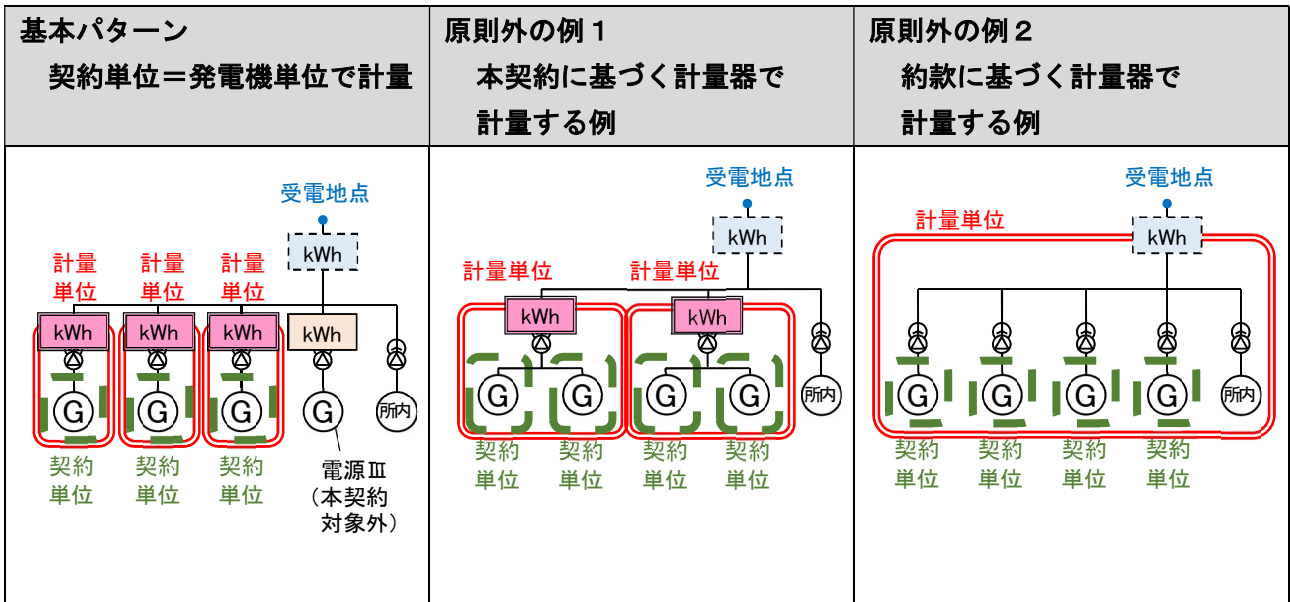 基本パターン
契約単位＝発電機単位で計量
原則外の例１
本契約に基づく計量器で
計量する例
原則外の例２
約款に基づく計量器で
計量する例
受電地点
kWh
計量
単位
計量
単位
計量
単位
kWh
kWh
kWh
kWh
G
G
G
G
所内
契約
単位
契約
単位
契約
単位
電源Ⅲ
（本契約
対象外）
受電地点
kWh
計量単位
計量単位
kWh
kWh
G
G
G
G
所内
契約
単位
契約
単位
契約
単位
契約
単位
受電地点
計量単位
kWh
G
G
G
G
所内
契約
単位
契約
単位
契約
単位
契約
単位